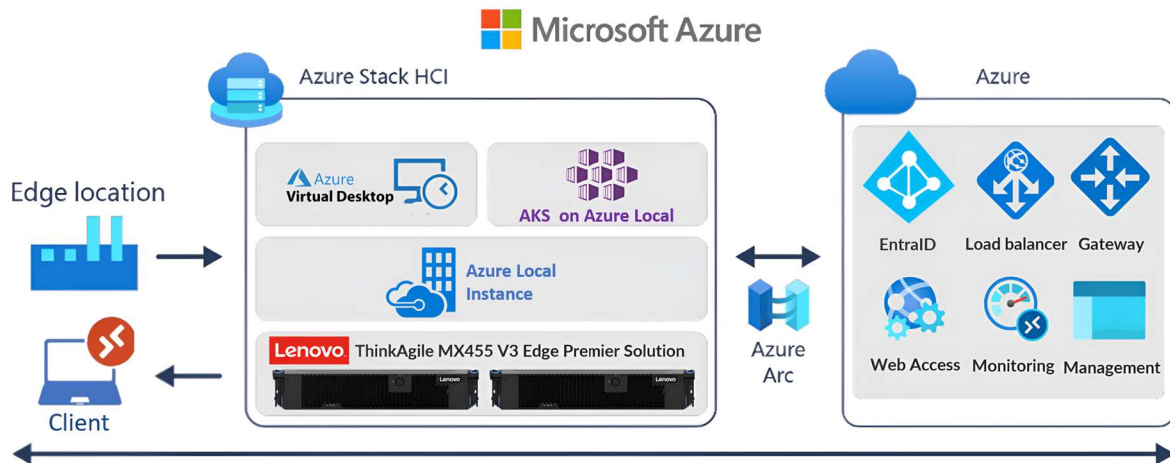 Microsoft Azure
Azure Stack HCI
Azure
Azure
Virtual Desktop
AKS on Azure Local
Edge location
Azure Local
Instance
EntraID
Load balancer
Gateway
Lenovo ThinkAgile MX455 V3 Edge Premier Solution
Lenovo
Lenovo
Azure
Arc
Web Access
Monitoring
Management
Client